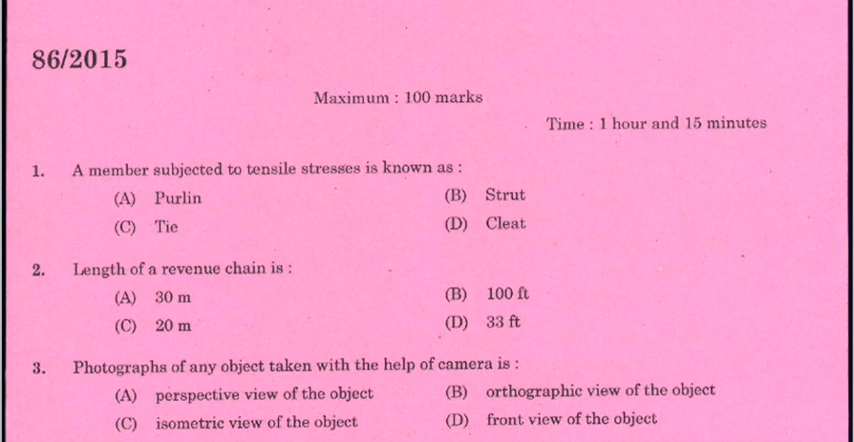 86/2015
Maximum : 100 marks
Time : 1 hour and 15 minutes
1. A member subjected to tensile stresses is known as :
(A) Purlin (B) Strut
(C) Tie (D) Cleat
2. Length of a revenue chain is :
(A) 30 m (B) 100 ft
(C) 20 m (D) 33 ft
3. Photographs of any object taken with the help of camera is :
(A) perspective view of the object (B) orthographic view of the object
(C) isometric view of the object (D) front view of the object